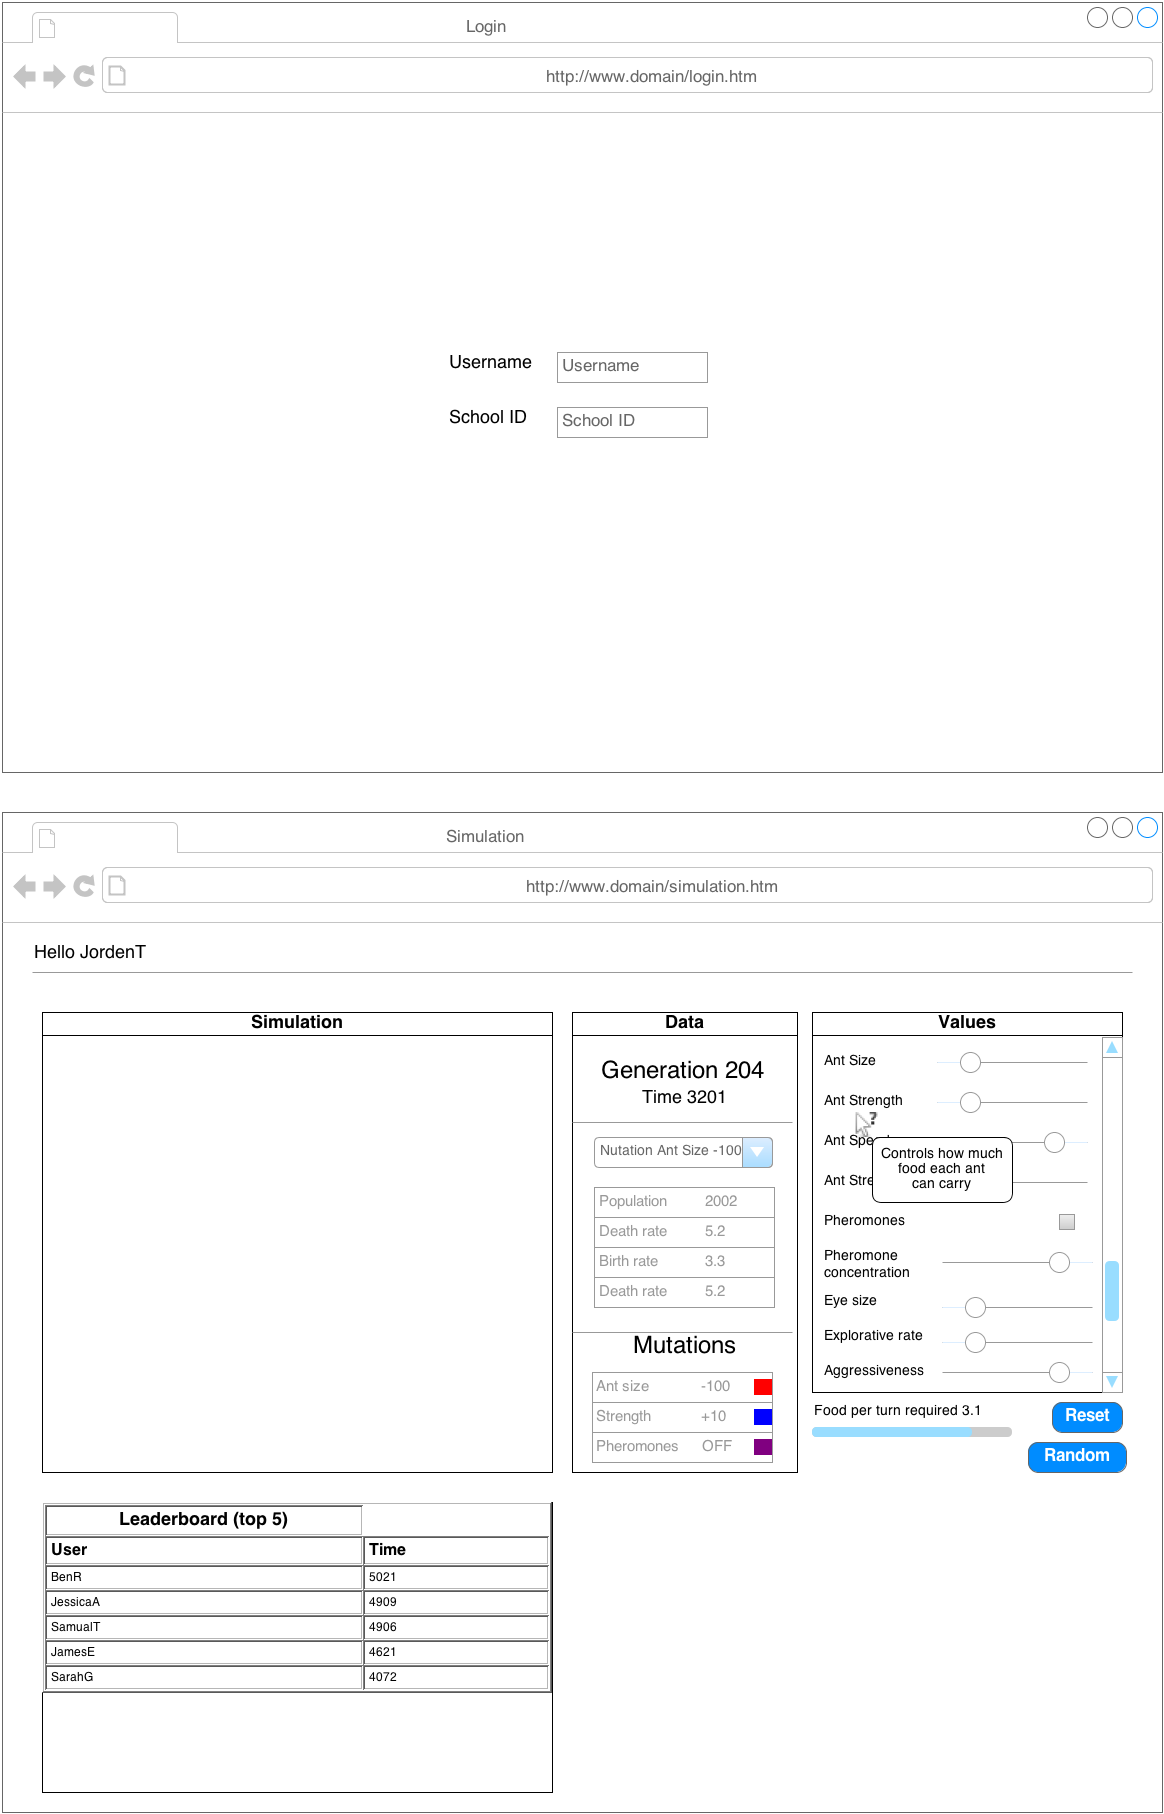 Login
http://www.domain/login.htm
Username Username
School ID School ID
Simulation
http://www.domain/simulation.htm
Hello JordenT
Simulation
Data
Generation 204
Time 3201
Nutation Ant Size -100
Population 2002
Death rate 5.2
Birth rate 3.3
Death rate 5.2
Mutations
Ant size -100
Strength +10
Pheromones OFF
Values
Ant Size
Ant Strength
?
Ant Spe
Controls how much
food each ant
can carry
Ant Stre
Pheromones
Pheromone
concentration
Eye size
Explorative rate
Aggressiveness
Food per turn required 3.1
Reset
Random
Leaderboard (top 5)
User Time
BenR 5021
JessicaA 4909
SamualT 4906
JamesE 4621
SarahG 4072